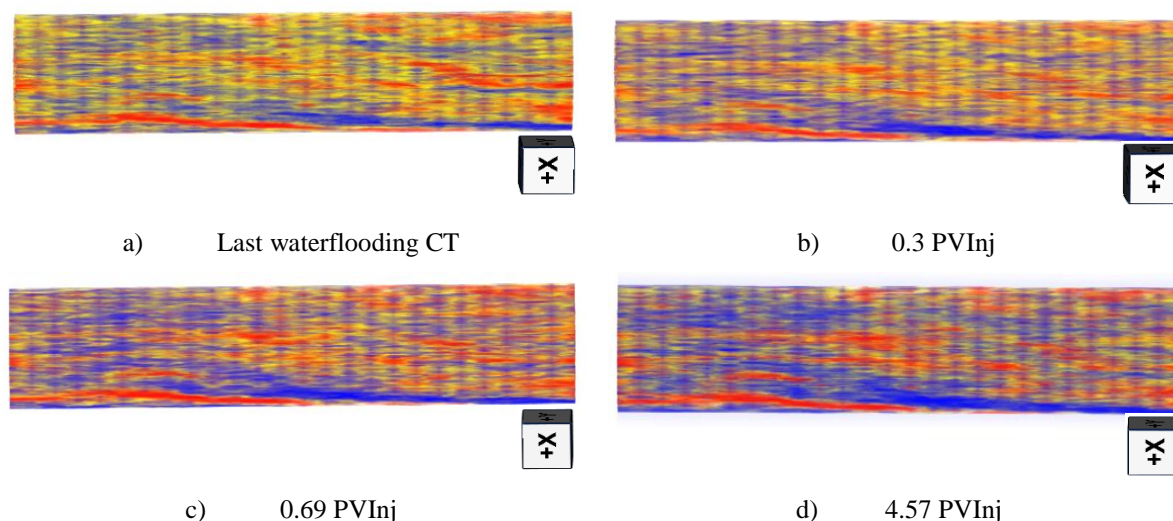 +X
+X
a) Last waterflooding CT
b) 0.3 PVInj
+X
+X
c) 0.69 PVInj
d) 4.57 PVInj